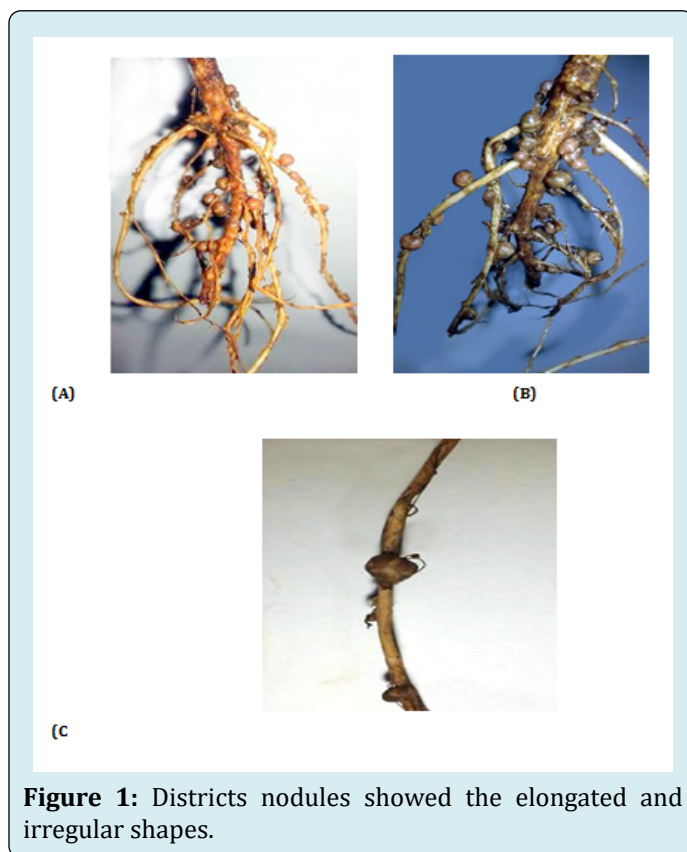 (A)
(B)
(C
Figure 1: Districts nodules showed the elongated and
irregular shapes.